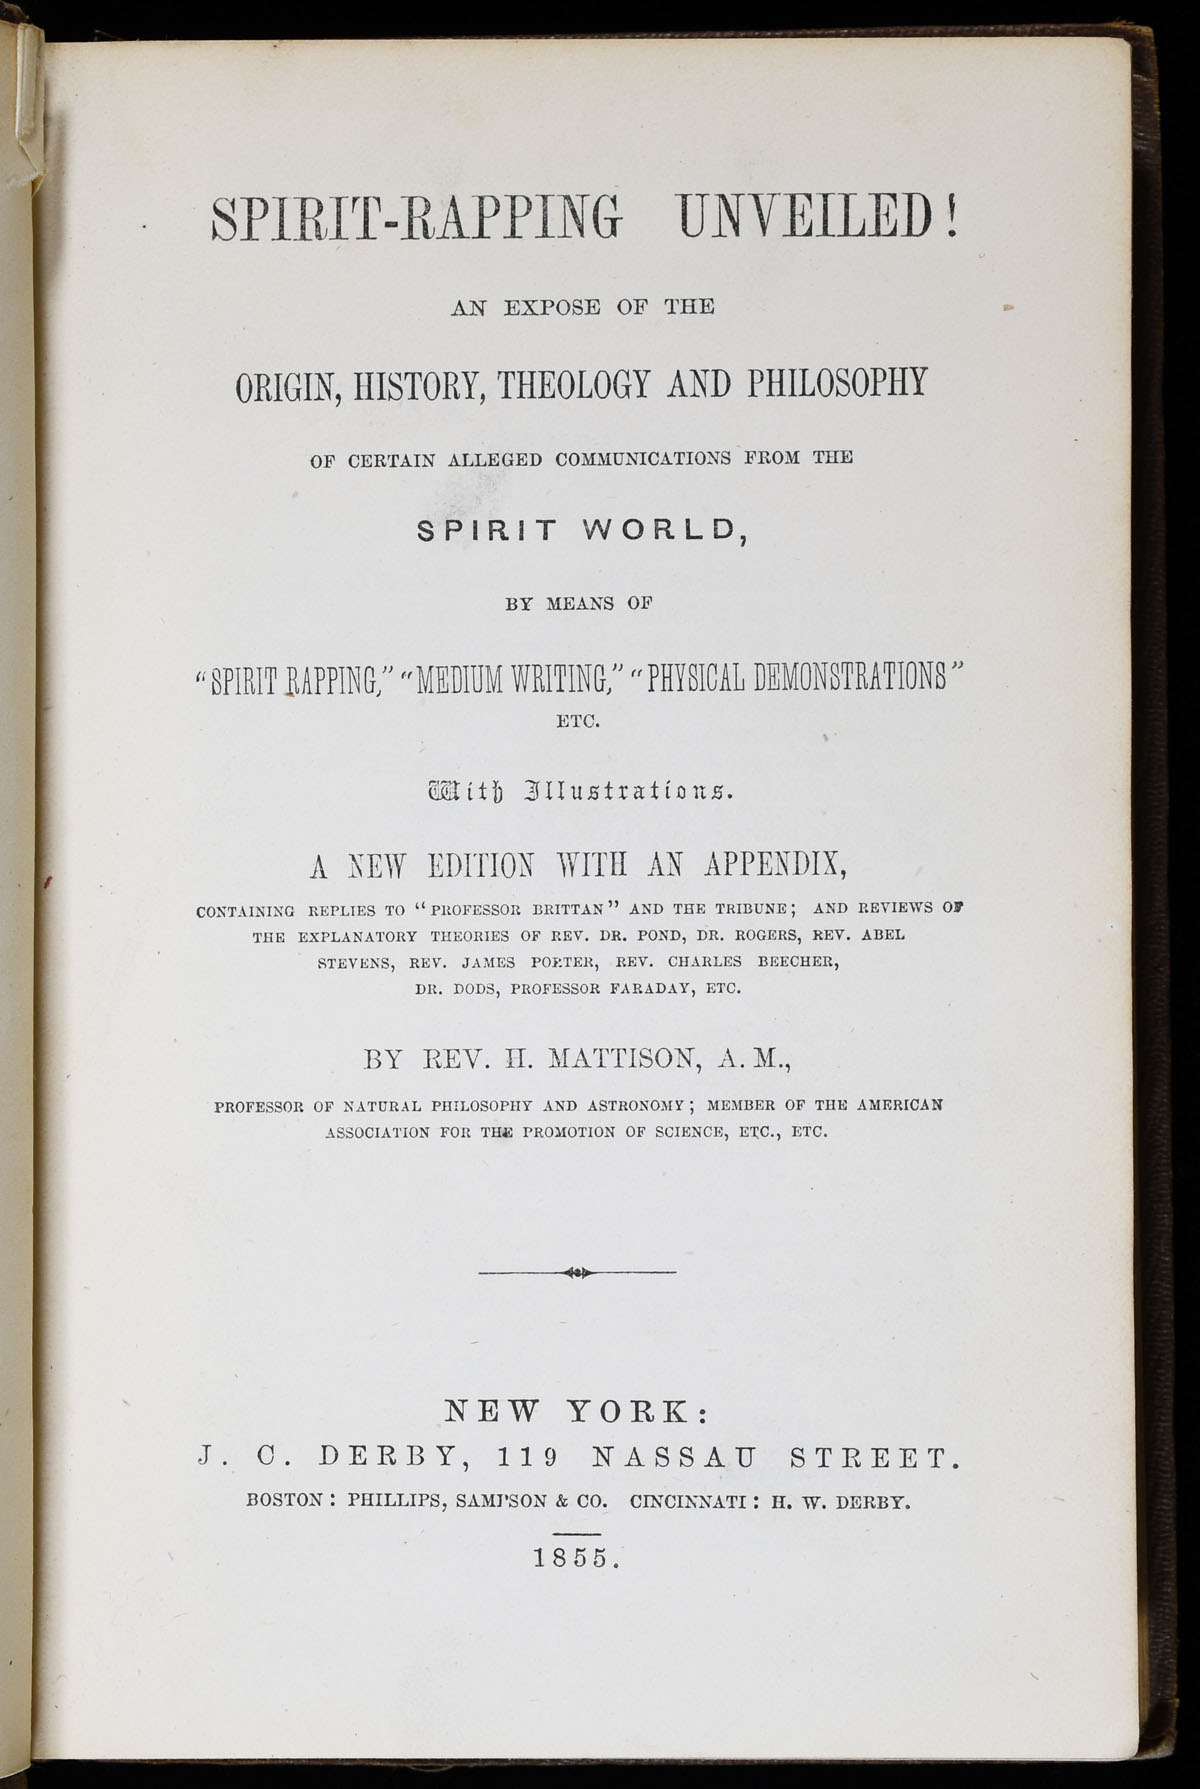 SPIRIT-RAPPING UNVEILED!
AN EXPOSE OF THE
ORIGIN, HISTORY, THEOLOGY AND PHILOSOPHY
OF CERTAIN ALLEGED COMMUNICATIONS FROM THE
SPIRIT WORLD,
BY MEANS OF
"SPIRIT RAPPING," "MEDIUM WRITING," "PHYSICAL DEMONSTRATIONS"
ETC.
With Illustrations.
A NEW EDITION WITH AN APPENDIX,
CONTAINING REPLIES TO "PROFESSOR BRITTAN" AND THE TRIBUNE; AND REVIEWS OF
THE EXPLANATORY THEORIES OF REV. DR. POND, DR. ROGERS, REV. ABEL
STEVENS, REV. JAMES PORTER, REV. CHARLES BEECHER,
DR. DODS, PROFESSOR FARADAY, ETC.
BY REV. H. MATTISON, A. M.,
PROFESSOR OF NATURAL PHILOSOPHY AND ASTRONOMY; MEMBER OF THE AMERICAN
ASSOCIATION FOR THE PROMOTION OF SCIENCE, ETC., ETC.
NEW YORK:
J. C. DERBY, 119 NASSAU STREET.
BOSTON: PHILLIPS, SAMPSON & CO. CINCINNATI: H. W. DERBY.
1855.